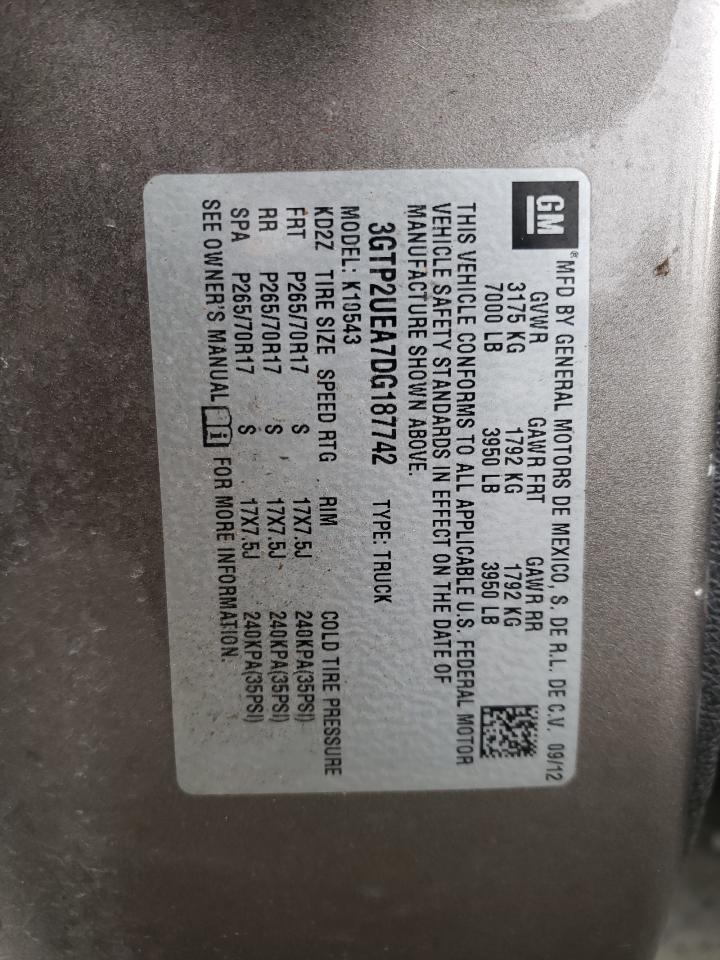 GM
® MFD BY GENERAL MOTORS DE MEXICO, S. DE R.L. DE C.V. 09/12
GVWR GAWR FRT GAWR RR
3175 KG 1792 KG 1792 KG
7000 LB 3950 LB 3950 LB
THIS VEHICLE CONFORMS TO ALL APPLICABLE U.S. FEDERAL MOTOR
VEHICLE SAFETY STANDARDS IN EFFECT ON THE DATE OF
MANUFACTURE SHOWN ABOVE.
3GTP2UEA7DG187742 TYPE: TRUCK
MODEL: K10543
KD2Z TIRE SIZE SPEED RTG RIM COLD TIRE PRESSURE
FRT P265/70R17 S 17X7.5J 240KPA(35PSI)
RR P265/70R17 S 17X7.5J 240KPA(35PSI)
SPA P265/70R17 S 17X7.5J 240KPA(35PSI)
SEE OWNER'S MANUAL FOR MORE INFORMATION.